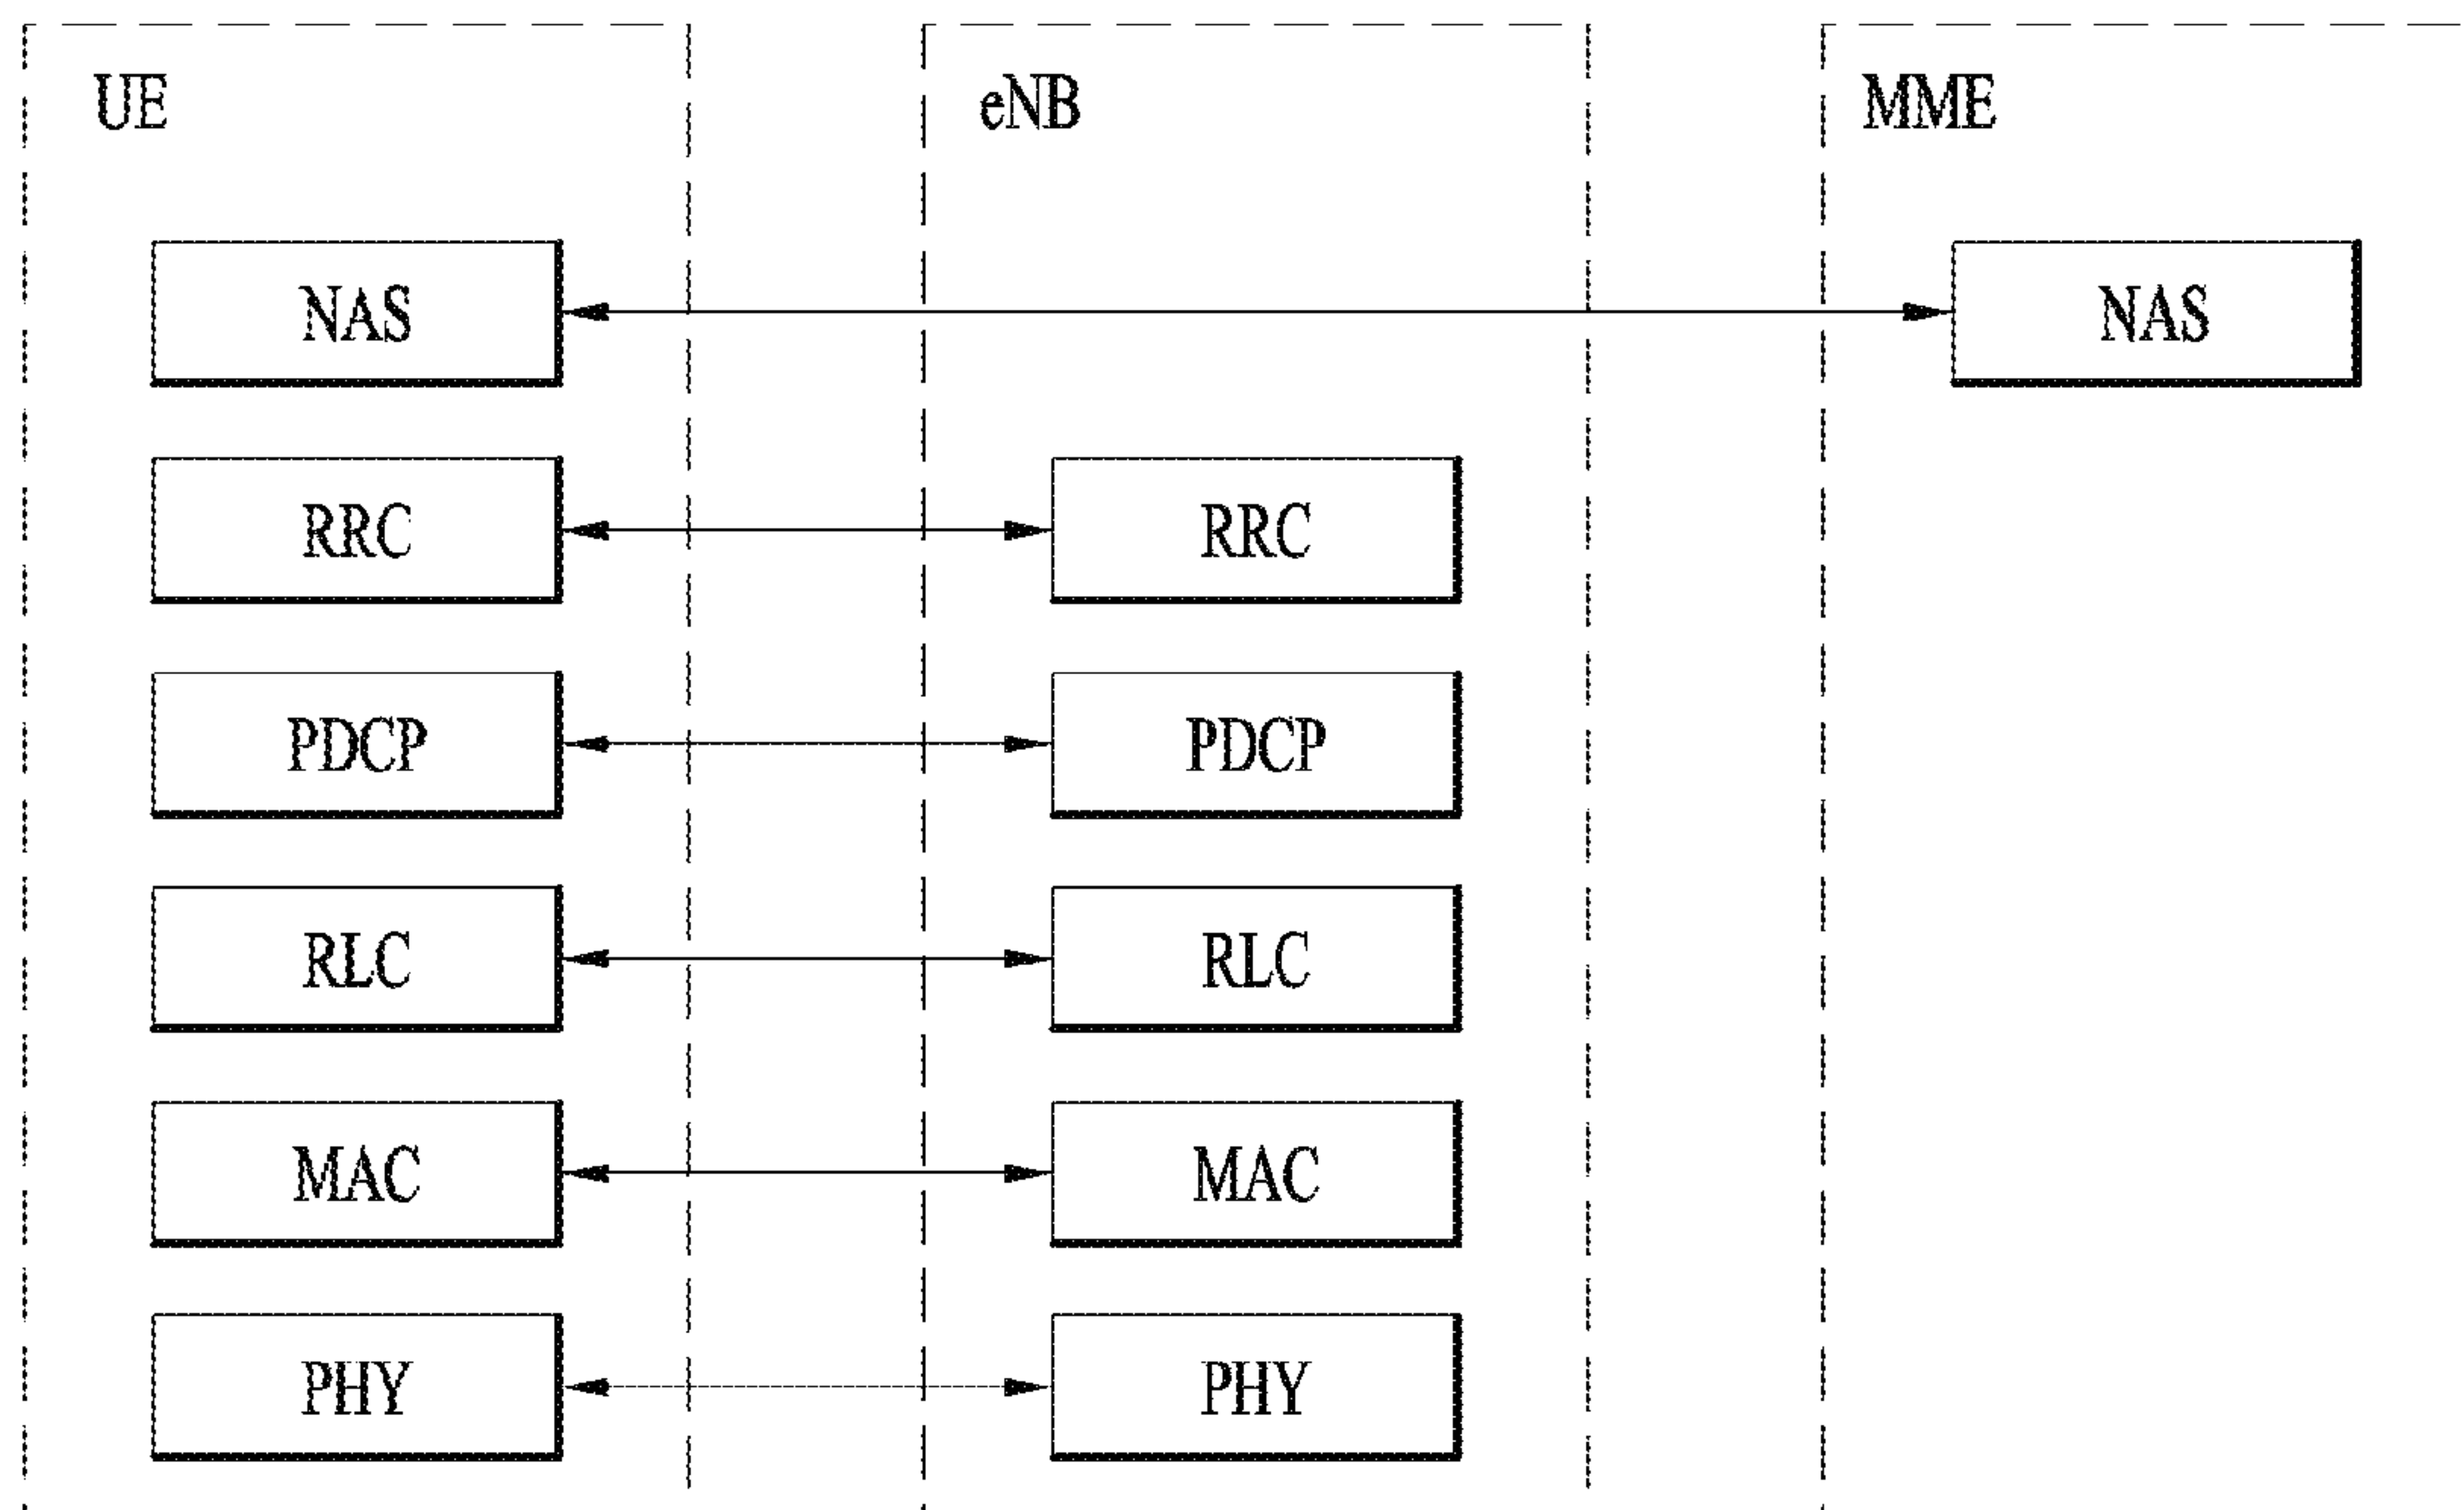 UE eNB MME
NAS NAS
RRC RRC
PDCP PDCP
RLC RLC
MAC MAC
PHY PHY